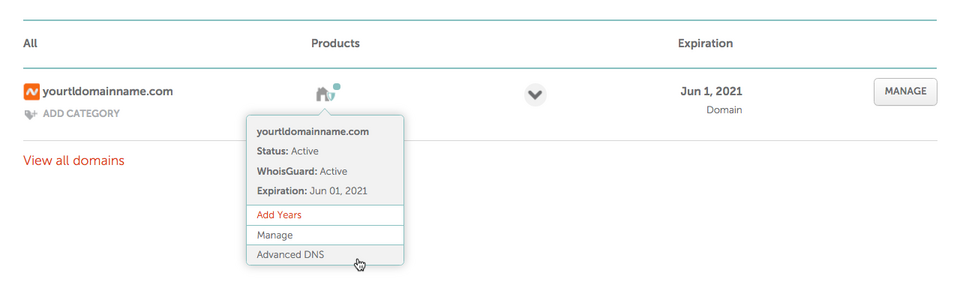 All Products Expiration
yourtldomainname.com Jun 1, 2021 MANAGE
ADD CATEGORY Domain
yourtldomainname.com
Status: Active
View all domains
WhoisGuard: Active
Expiration: Jun 01, 2021
Add Years
Manage
Advanced DNS